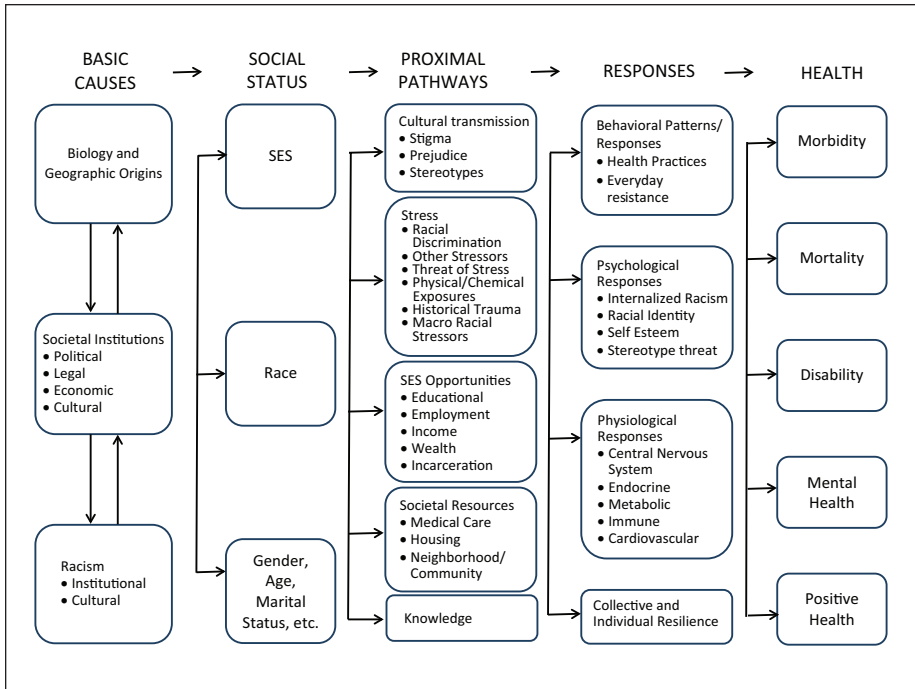 BASIC
CAUSES
SOCIAL
STATUS
PROXIMAL
PATHWAYS
RESPONSES
HEALTH
Biology and
Geographic Origins
Societal Institutions
• Political
• Legal
• Economic
• Cultural
Racism
• Institutional
• Cultural
SES
Race
Gender,
Age,
Marital
Status, etc.
Cultural transmission
• Stigma
• Prejudice
• Stereotypes
Stress
• Racial
Discrimination
• Other Stressors
• Threat of Stress
• Physical/Chemical
Exposures
• Historical Trauma
• Macro Racial
Stressors
SES Opportunities
• Educational
• Employment
• Income
• Wealth
• Incarceration
Societal Resources
• Medical Care
• Housing
• Neighborhood/
Community
Knowledge
Behavioral Patterns/
Responses
• Health Practices
• Everyday
resistance
Psychological
Responses
• Internalized Racism
• Racial Identity
• Self Esteem
• Stereotype threat
Physiological
Responses
• Central Nervous
System
• Endocrine
• Metabolic
• Immune
• Cardiovascular
Collective and
Individual Resilience
Morbidity
Mortality
Disability
Mental
Health
Positive
Health